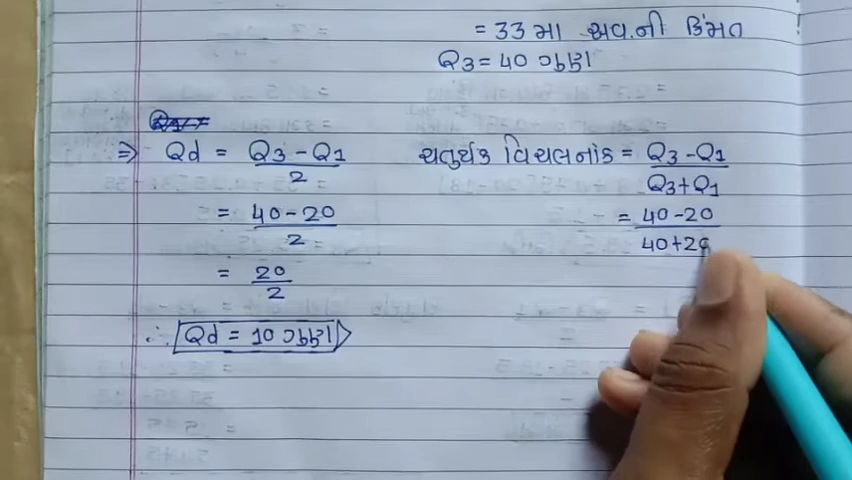 = 33મા અવ.ની કિંમત
Q3 = 40 ગુણ
⇒ Qd = Q3 - Q1
2
= 40 - 20
2
= 20
2
∴ Qd = 10 ગુણ
ચતુર્થક વિચલનાંક = Q3 - Q1
Q3 + Q1
= 40 - 20
40 + 20